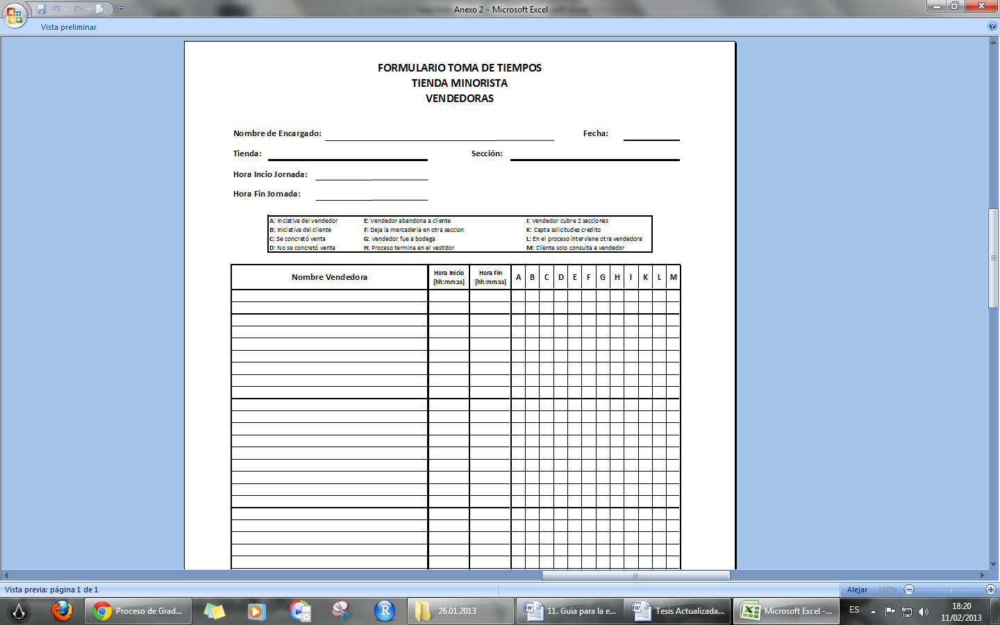 Anexo 2 - Microsoft Excel
Vista preliminar
FORMULARIO TOMA DE TIEMPOS
TIENDA MINORISTA
VENDEDORAS
Nombre de Encargado: Fecha:
Tienda: Sección:
Hora Incio Jornada:
Hora Fin Jornada:
A: Inciativa del vendedor E: Vendedor abandona a cliente I: Vendedor cubre 2 secciones
B: Iniciativa del cliente F: Deja la mercaderia en otra seccion K: Capta solicitudes credito
C: Se concretó venta G: Vendedor fue a bodega L: En el proceso interviene otra vendedora
D: No se concretó venta H: Proceso termina en el vestidor M: Cliente solo consulta a vendedor
Nombre Vendedora Hora Inicio [hh:mm:ss] Hora Fin [hh:mm:ss] A B C D E F G H I K L M
Vista previa: página 1 de 1 Alejar 100%
Proceso de Grad... 26.01.2013 11. Guia para la e... Tesis Actualizada... Microsoft Excel -... ES 18:20
11/02/2013